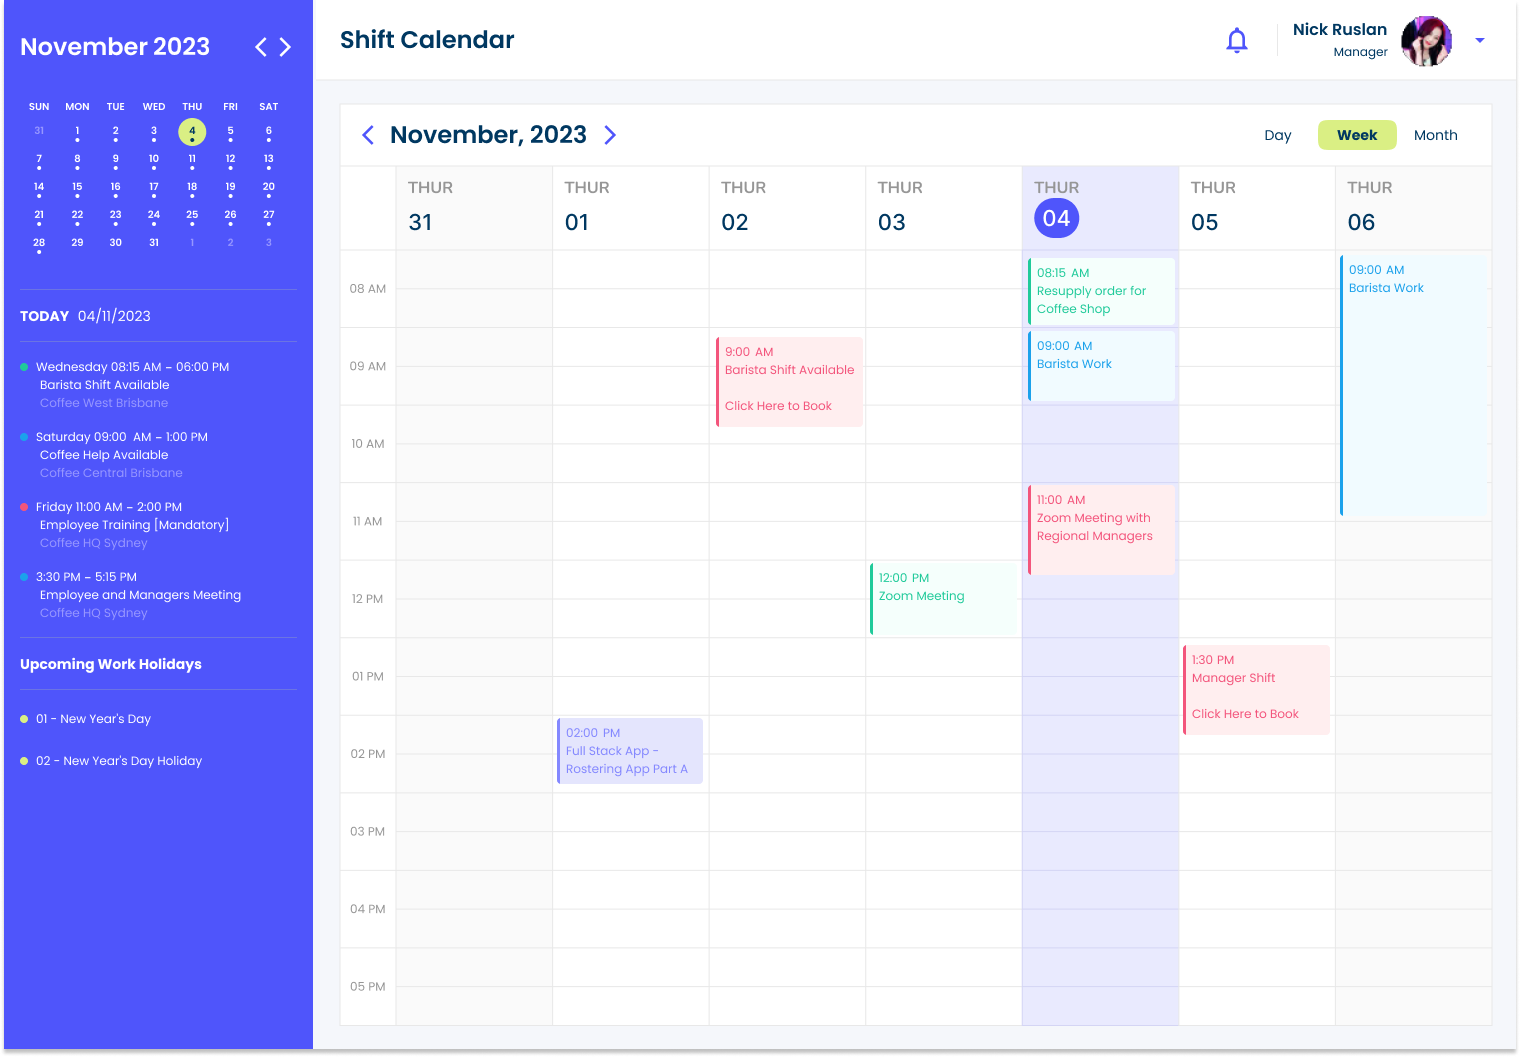 November 2023
SUN MON TUE WED THU FRI SAT
31 1 2 3 4 5 6
7 8 9 10 11 12 13
14 15 16 17 18 19 20
21 22 23 24 25 26 27
28 29 30 31 1 2 3
TODAY 04/11/2023
Wednesday 08:15 AM – 06:00 PM
Barista Shift Available
Coffee West Brisbane
Saturday 09:00 AM – 1:00 PM
Coffee Help Available
Coffee Central Brisbane
Friday 11:00 AM – 2:00 PM
Employee Training [Mandatory]
Coffee HQ Sydney
3:30 PM – 5:15 PM
Employee and Managers Meeting
Coffee HQ Sydney
Upcoming Work Holidays
01 - New Year's Day
02 - New Year's Day Holiday
Shift Calendar
Nick Ruslan
Manager
November, 2023
Day Week Month
THUR THUR THUR THUR THUR THUR THUR
31 01 02 03 04 05 06
08 AM
09 AM
10 AM
11 AM
12 PM
01 PM
02 PM
03 PM
04 PM
05 PM
02:00 PM
Full Stack App -
Rostering App Part A
9:00 AM
Barista Shift Available
Click Here to Book
12:00 PM
Zoom Meeting
08:15 AM
Resupply order for
Coffee Shop
09:00 AM
Barista Work
11:00 AM
Zoom Meeting with
Regional Managers
1:30 PM
Manager Shift
Click Here to Book
09:00 AM
Barista Work